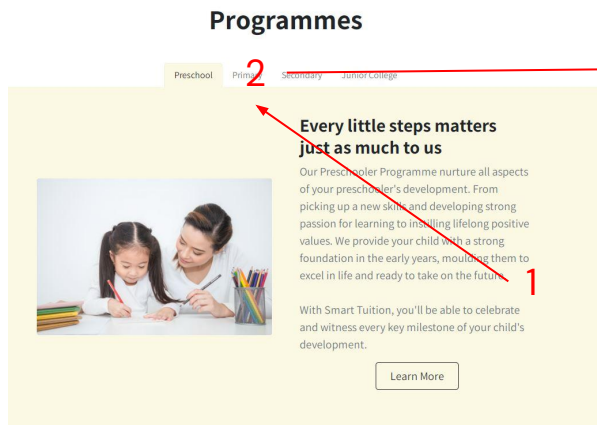 Programmes
Preschool Primary Secondary Junior College
2
Every little steps matters
just as much to us
Our Preschooler Programme nurture all aspects
of your preschooler's development. From
picking up a new skills and developing strong
passion for learning to instilling lifelong positive
values. We provide your child with a strong
foundation in the early years, moulding them to
excel in life and ready to take on the future.
1
With Smart Tuition, you'll be able to celebrate
and witness every key milestone of your child's
development.
Learn More